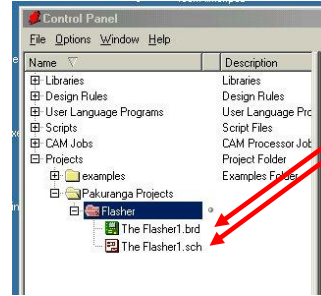 Control Panel
File Options Window Help
Name Description
Libraries Libraries
Design Rules Design Rules
User Language Programs User Language Pro
Scripts Script Files
CAM Jobs CAM Processor Job
Projects Project Folder
examples Examples Folder
Pakuranga Projects
Flasher
The Flasher1.brd
The Flasher1.sch